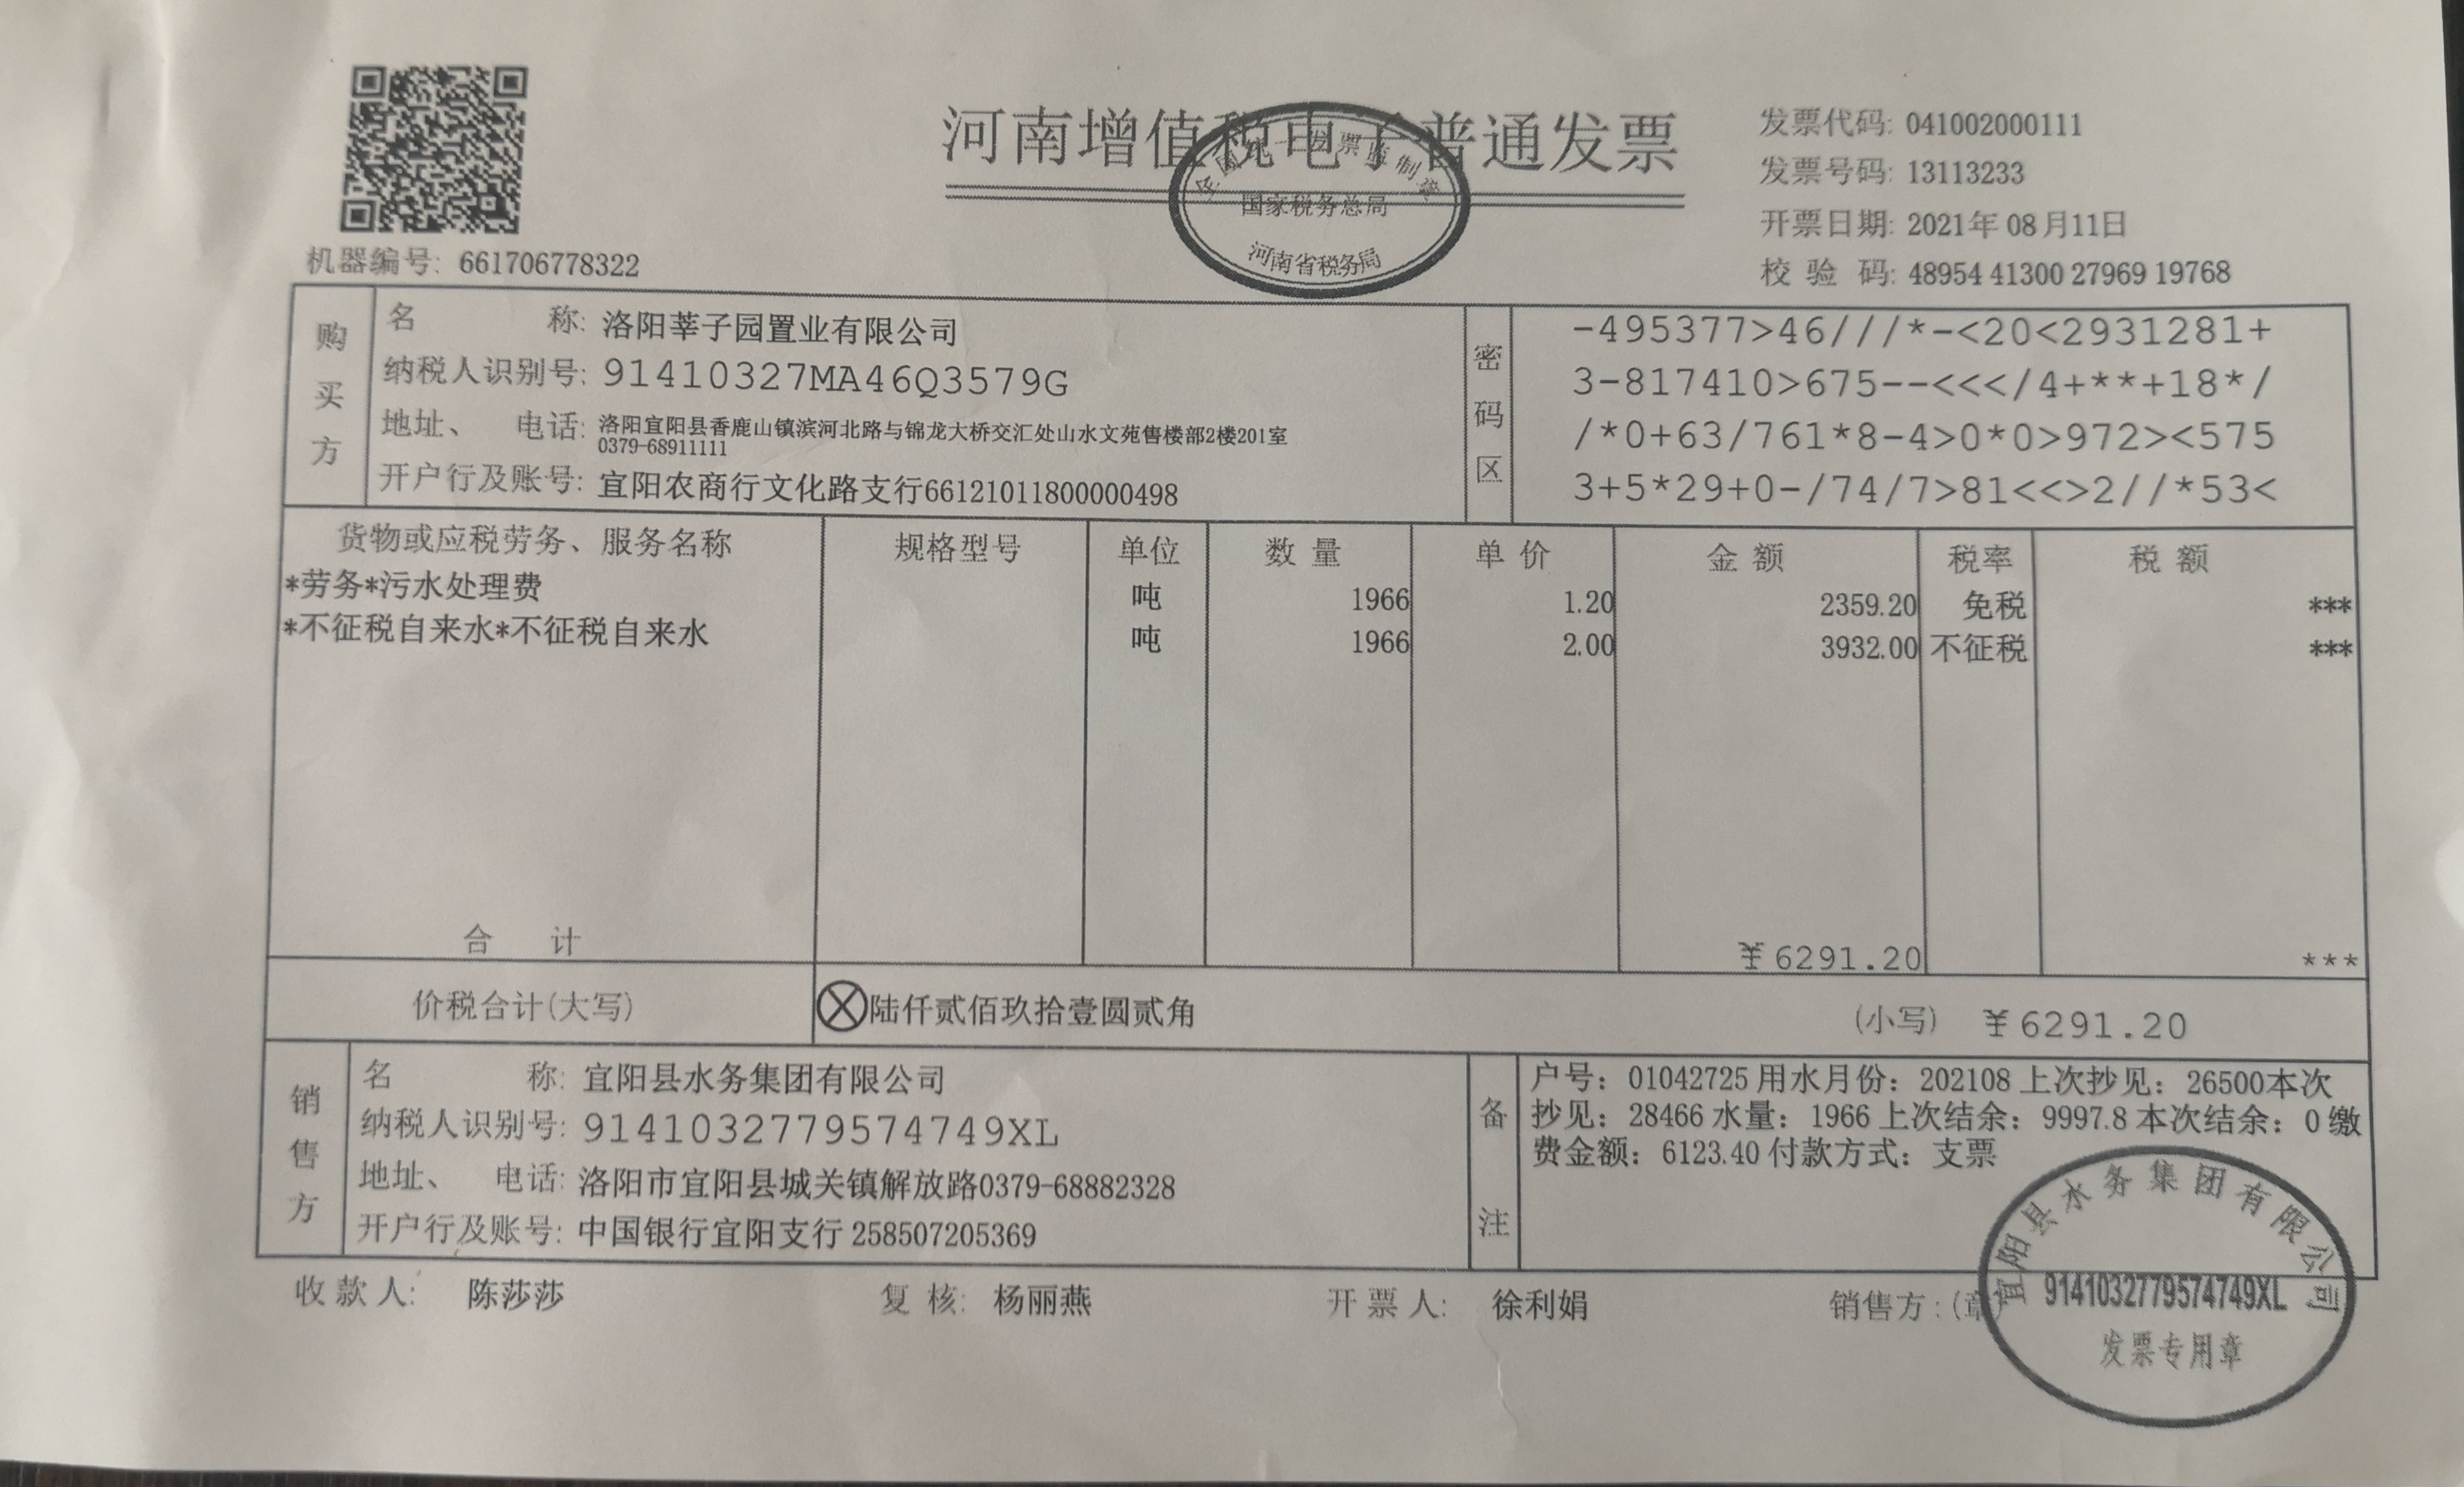 河南增值税电子普通发票
全国统一发票监制章
国家税务总局
河南省税务局
发票代码: 041002000111
发票号码: 13113233
开票日期: 2021年08月11日
校验码: 48954 41300 27969 19768
机器编号: 661706778322
购买方
名称: 洛阳莘子园置业有限公司
纳税人识别号: 91410327MA46Q3579G
地址、电话: 洛阳宜阳县香鹿山镇滨河北路与锦龙大桥交汇处山水文苑售楼部2楼201室
0379-68911111
开户行及账号: 宜阳农商行文化路支行66121011800000498
密码区
-495377>46///*-<20<2931281+
3-817410>675--<<</4+**+18*/
/*0+63/761*8-4>0*0>972><575
3+5*29+0-/74/7>81<<>2//*53<
货物或应税劳务、服务名称 规格型号 单位 数量 单价 金额 税率 税额
*劳务*污水处理费 吨 1966 1.20 2359.20 免税 ***
*不征税自来水*不征税自来水 吨 1966 2.00 3932.00 不征税 ***
合计 ¥6291.20 ***
价税合计(大写) 陆仟贰佰玖拾壹圆贰角 (小写) ¥6291.20
销售方
名称: 宜阳县水务集团有限公司
纳税人识别号: 9141032779574749XL
地址、电话: 洛阳市宜阳县城关镇解放路0379-68882328
开户行及账号: 中国银行宜阳支行 258507205369
备注
户号: 01042725 用水月份: 202108 上次抄见: 26500本次
抄见: 28466 水量: 1966 上次结余: 9997.8 本次结余: 0 缴
费金额: 6123.40 付款方式: 支票
收款人: 陈莎莎 复核: 杨丽燕 开票人: 徐利娟 销售方:(章)
宜阳县水务集团有限公司
9141032779574749XL
发票专用章